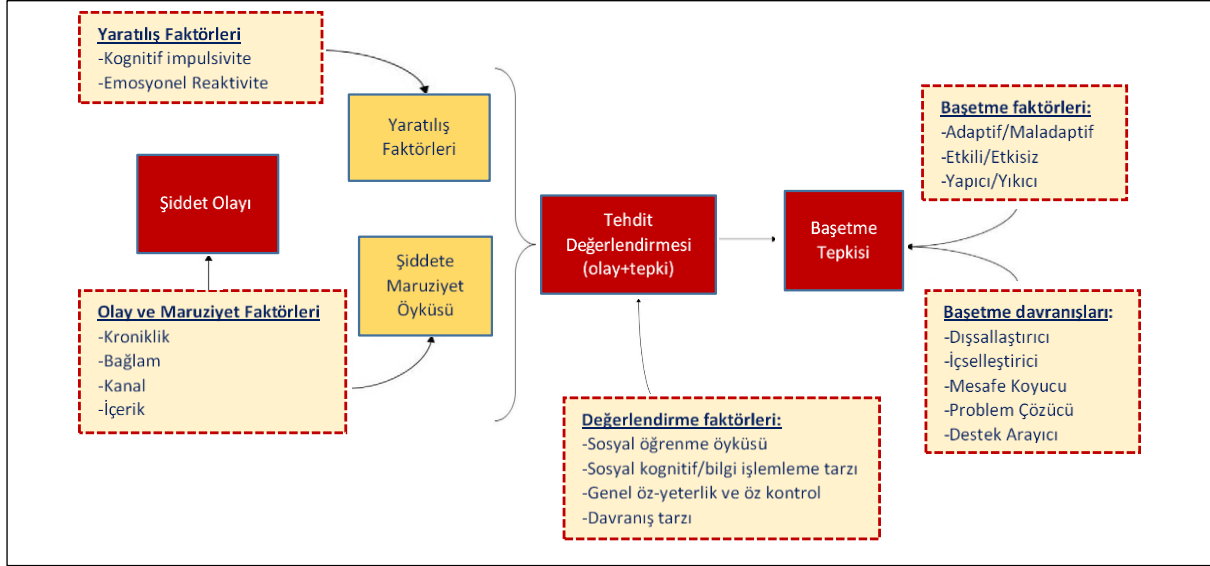 Yaratılış Faktörleri
-Kognitif impulsivite
-Emosyonel Reaktivite
Yaratılış
Faktörleri
Şiddet Olayı
Şiddete
Maruziyet
Öyküsü
Olay ve Maruziyet Faktörleri
-Kroniklik
-Bağlam
-Kanal
-İçerik
Tehdit
Değerlendirmesi
(olay+tepki)
Değerlendirme faktörleri:
-Sosyal öğrenme öyküsü
-Sosyal kognitif/bilgi işlemleme tarzı
-Genel öz-yeterlik ve öz kontrol
-Davranış tarzı
Başetme
Tepkisi
Başetme faktörleri:
-Adaptif/Maladaptif
-Etkili/Etkisiz
-Yapıcı/Yıkıcı
Başetme davranışları:
-Dışsallaştırıcı
-İçselleştirici
-Mesafe Koyucu
-Problem Çözücü
-Destek Arayıcı